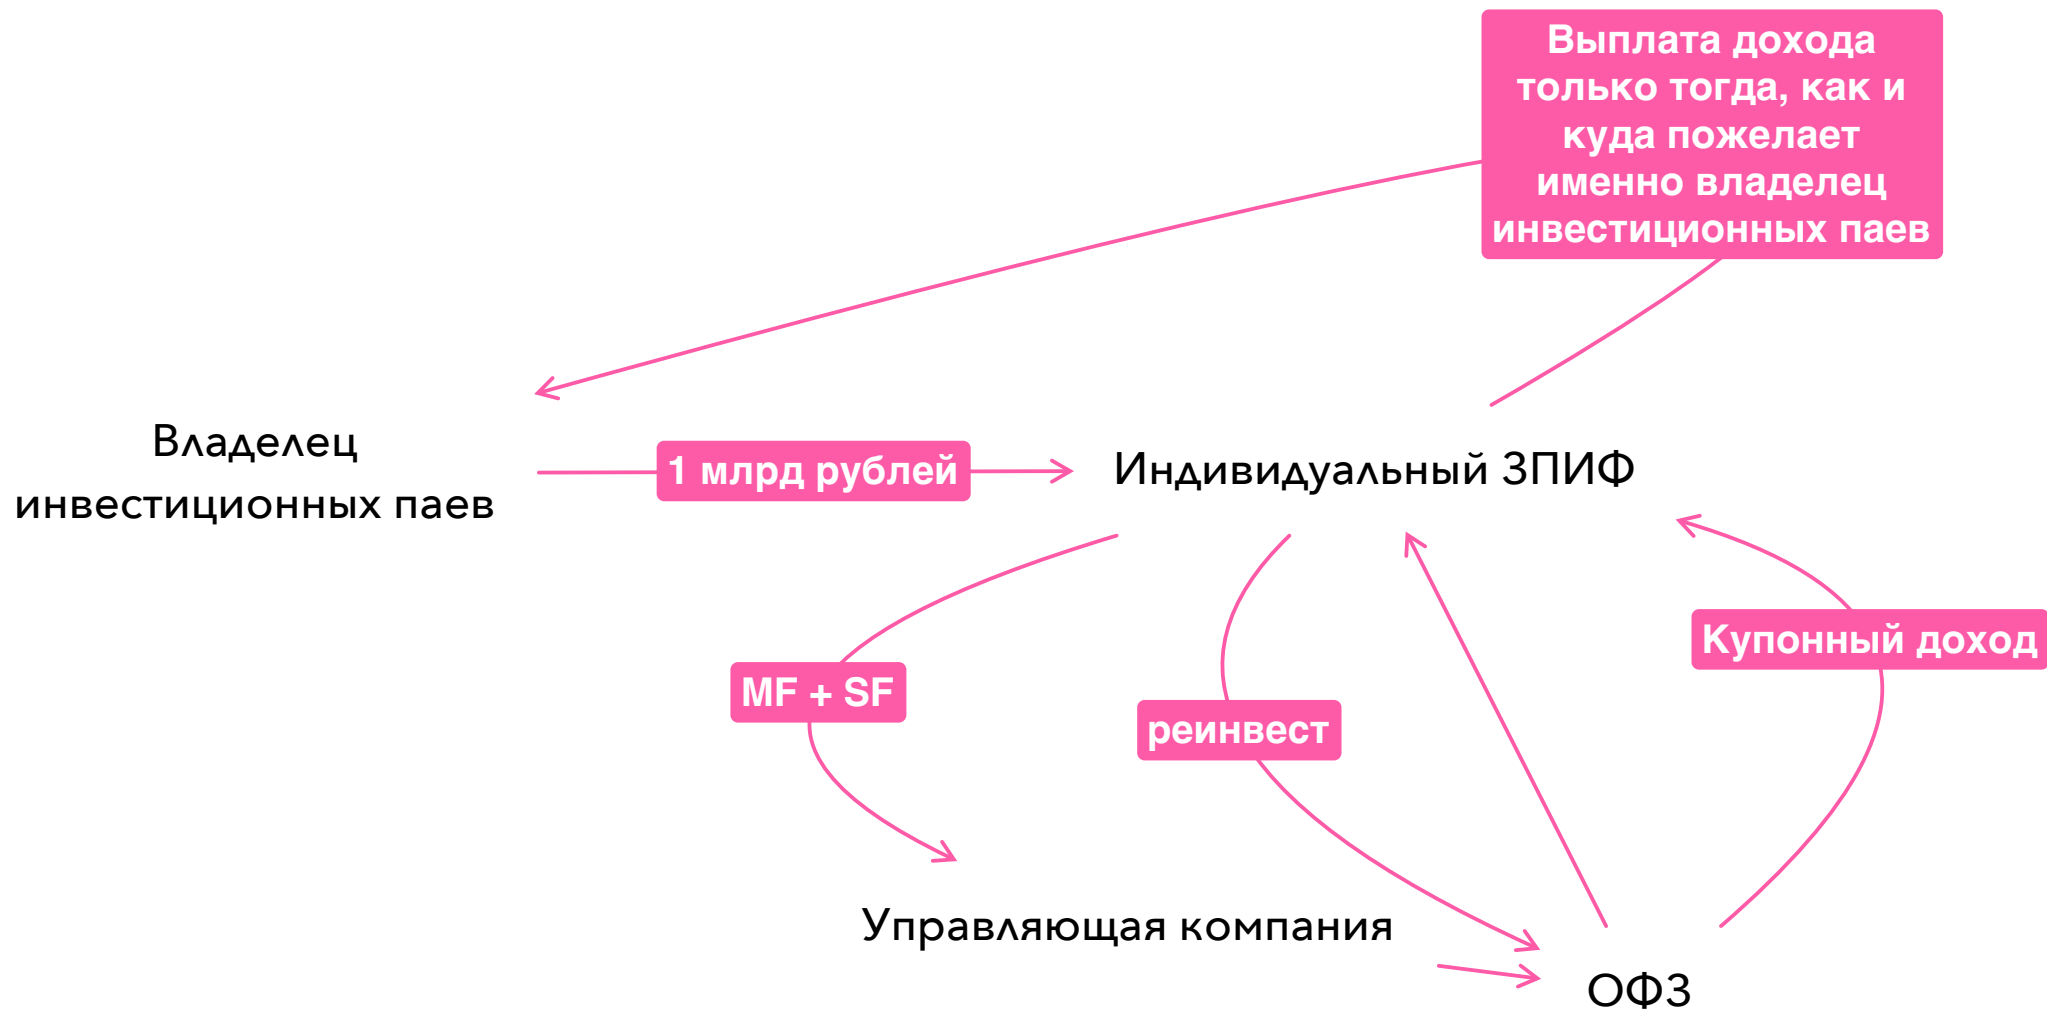 Выплата дохода
только тогда, как и
куда пожелает
именно владелец
инвестиционных паев
Владелец
инвестиционных паев
1 млрд рублей
Индивидуальный ЗПИФ
Купонный доход
MF + SF
реинвест
Управляющая компания
ОФЗ